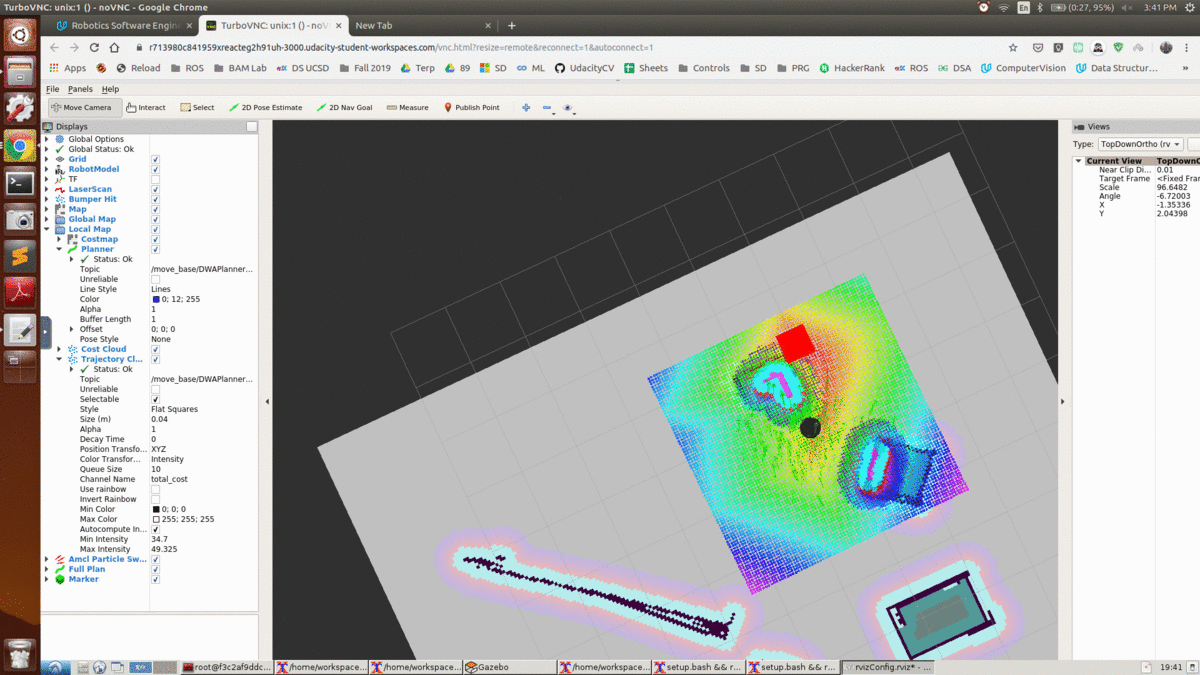 TurboVNC: unix:1 () - noVNC - Google Chrome
En (0:27, 95%) 3:41 PM
Robotics Software Engin × TurboVNC: unix:1 () - noV × New Tab × +
r713980c841959xreacteg2h91uh-3000.udacity-student-workspaces.com/vnc.html?resize=remote&reconnect=1&autoconnect=1
Apps Reload ROS BAM Lab DS UCSD Fall 2019 Terp 89 SD ML UdacityCV Sheets Controls SD PRG HackerRank ROS DSA ComputerVision Data Structur... »
File Panels Help
Move Camera Interact Select 2D Pose Estimate 2D Nav Goal Measure Publish Point
Displays
Global Options
Global Status: Ok
Grid
RobotModel
TF
LaserScan
Bumper Hit
Map
Global Map
Local Map
Costmap
Planner
Status: Ok
Topic /move_base/DWAPlanner...
Unreliable
Line Style Lines
Color 0; 12; 255
Alpha 1
Buffer Length 1
Offset 0; 0; 0
Pose Style None
Cost Cloud
Trajectory Cl...
Status: Ok
Topic /move_base/DWAPlanner...
Unreliable
Selectable
Style Flat Squares
Size (m) 0.04
Alpha 1
Decay Time 0
Position Transfo... XYZ
Color Transfor... Intensity
Queue Size 10
Channel Name total_cost
Use rainbow
Invert Rainbow
Min Color 0; 0; 0
Max Color 255; 255; 255
Autocompute In...
Min Intensity 34.7
Max Intensity 49.325
Amcl Particle Sw...
Full Plan
Marker
Views
Type: TopDownOrtho (rv
Current View TopDownO
Near Clip Di... 0.01
Target Frame <Fixed Fra
Scale 96.6482
Angle -6.72003
X -1.35336
Y 2.04398
root@f3c2af9ddc... /home/workspace... /home/workspace... Gazebo /home/workspace... setup.bash && r... setup.bash && r... rvizConfig.rviz* - ... 19:41